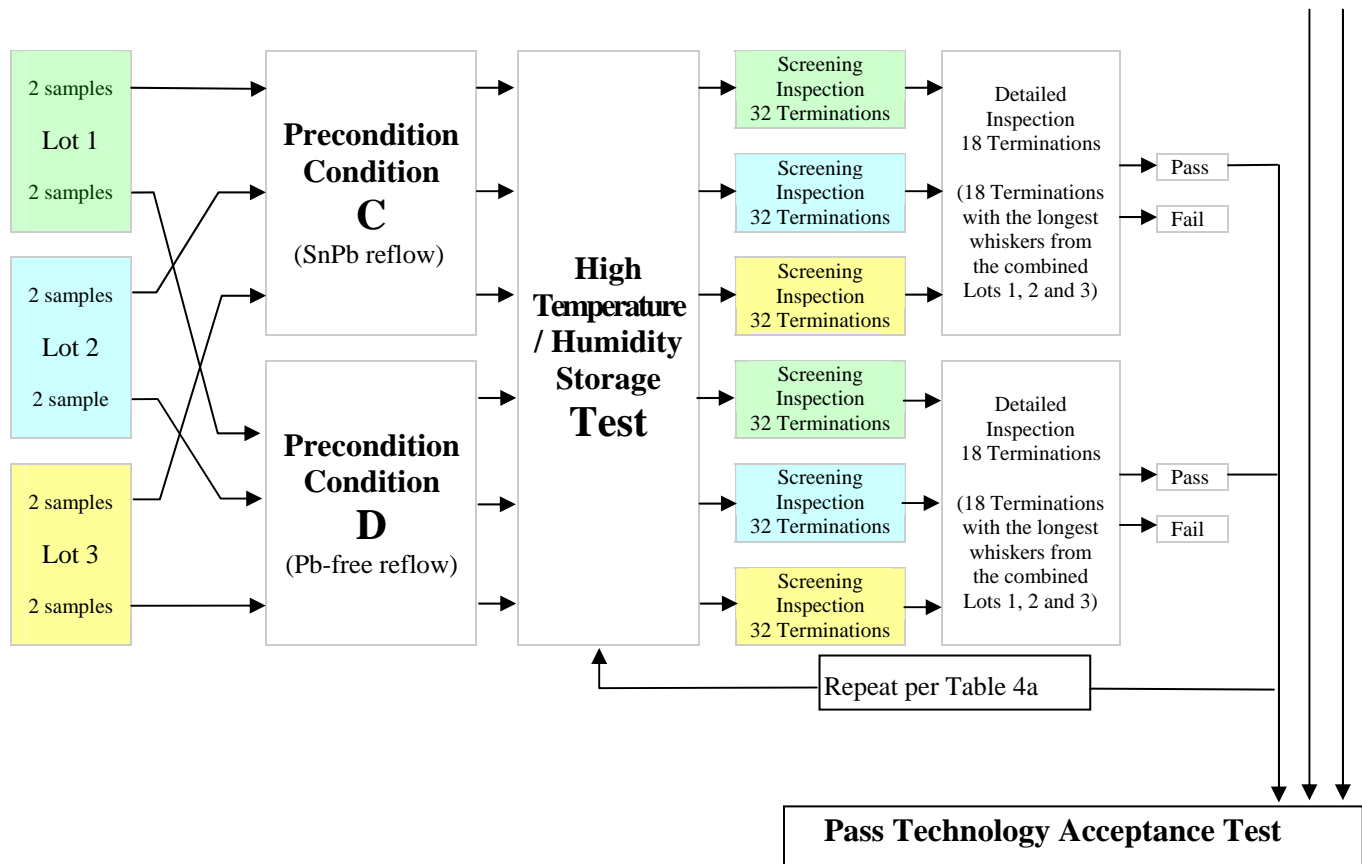 2 samples
Lot 1
2 samples
2 samples
Lot 2
2 sample
2 samples
Lot 3
2 samples
Precondition
Condition
C
(SnPb reflow)
Precondition
Condition
D
(Pb-free reflow)
High
Temperature
/ Humidity
Storage
Test
Screening
Inspection
32 Terminations
Screening
Inspection
32 Terminations
Screening
Inspection
32 Terminations
Screening
Inspection
32 Terminations
Screening
Inspection
32 Terminations
Screening
Inspection
32 Terminations
Detailed
Inspection
18 Terminations
(18 Terminations
with the longest
whiskers from
the combined
Lots 1, 2 and 3)
Pass
Fail
Detailed
Inspection
18 Terminations
(18 Terminations
with the longest
whiskers from
the combined
Lots 1, 2 and 3)
Pass
Fail
Repeat per Table 4a
Pass Technology Acceptance Test